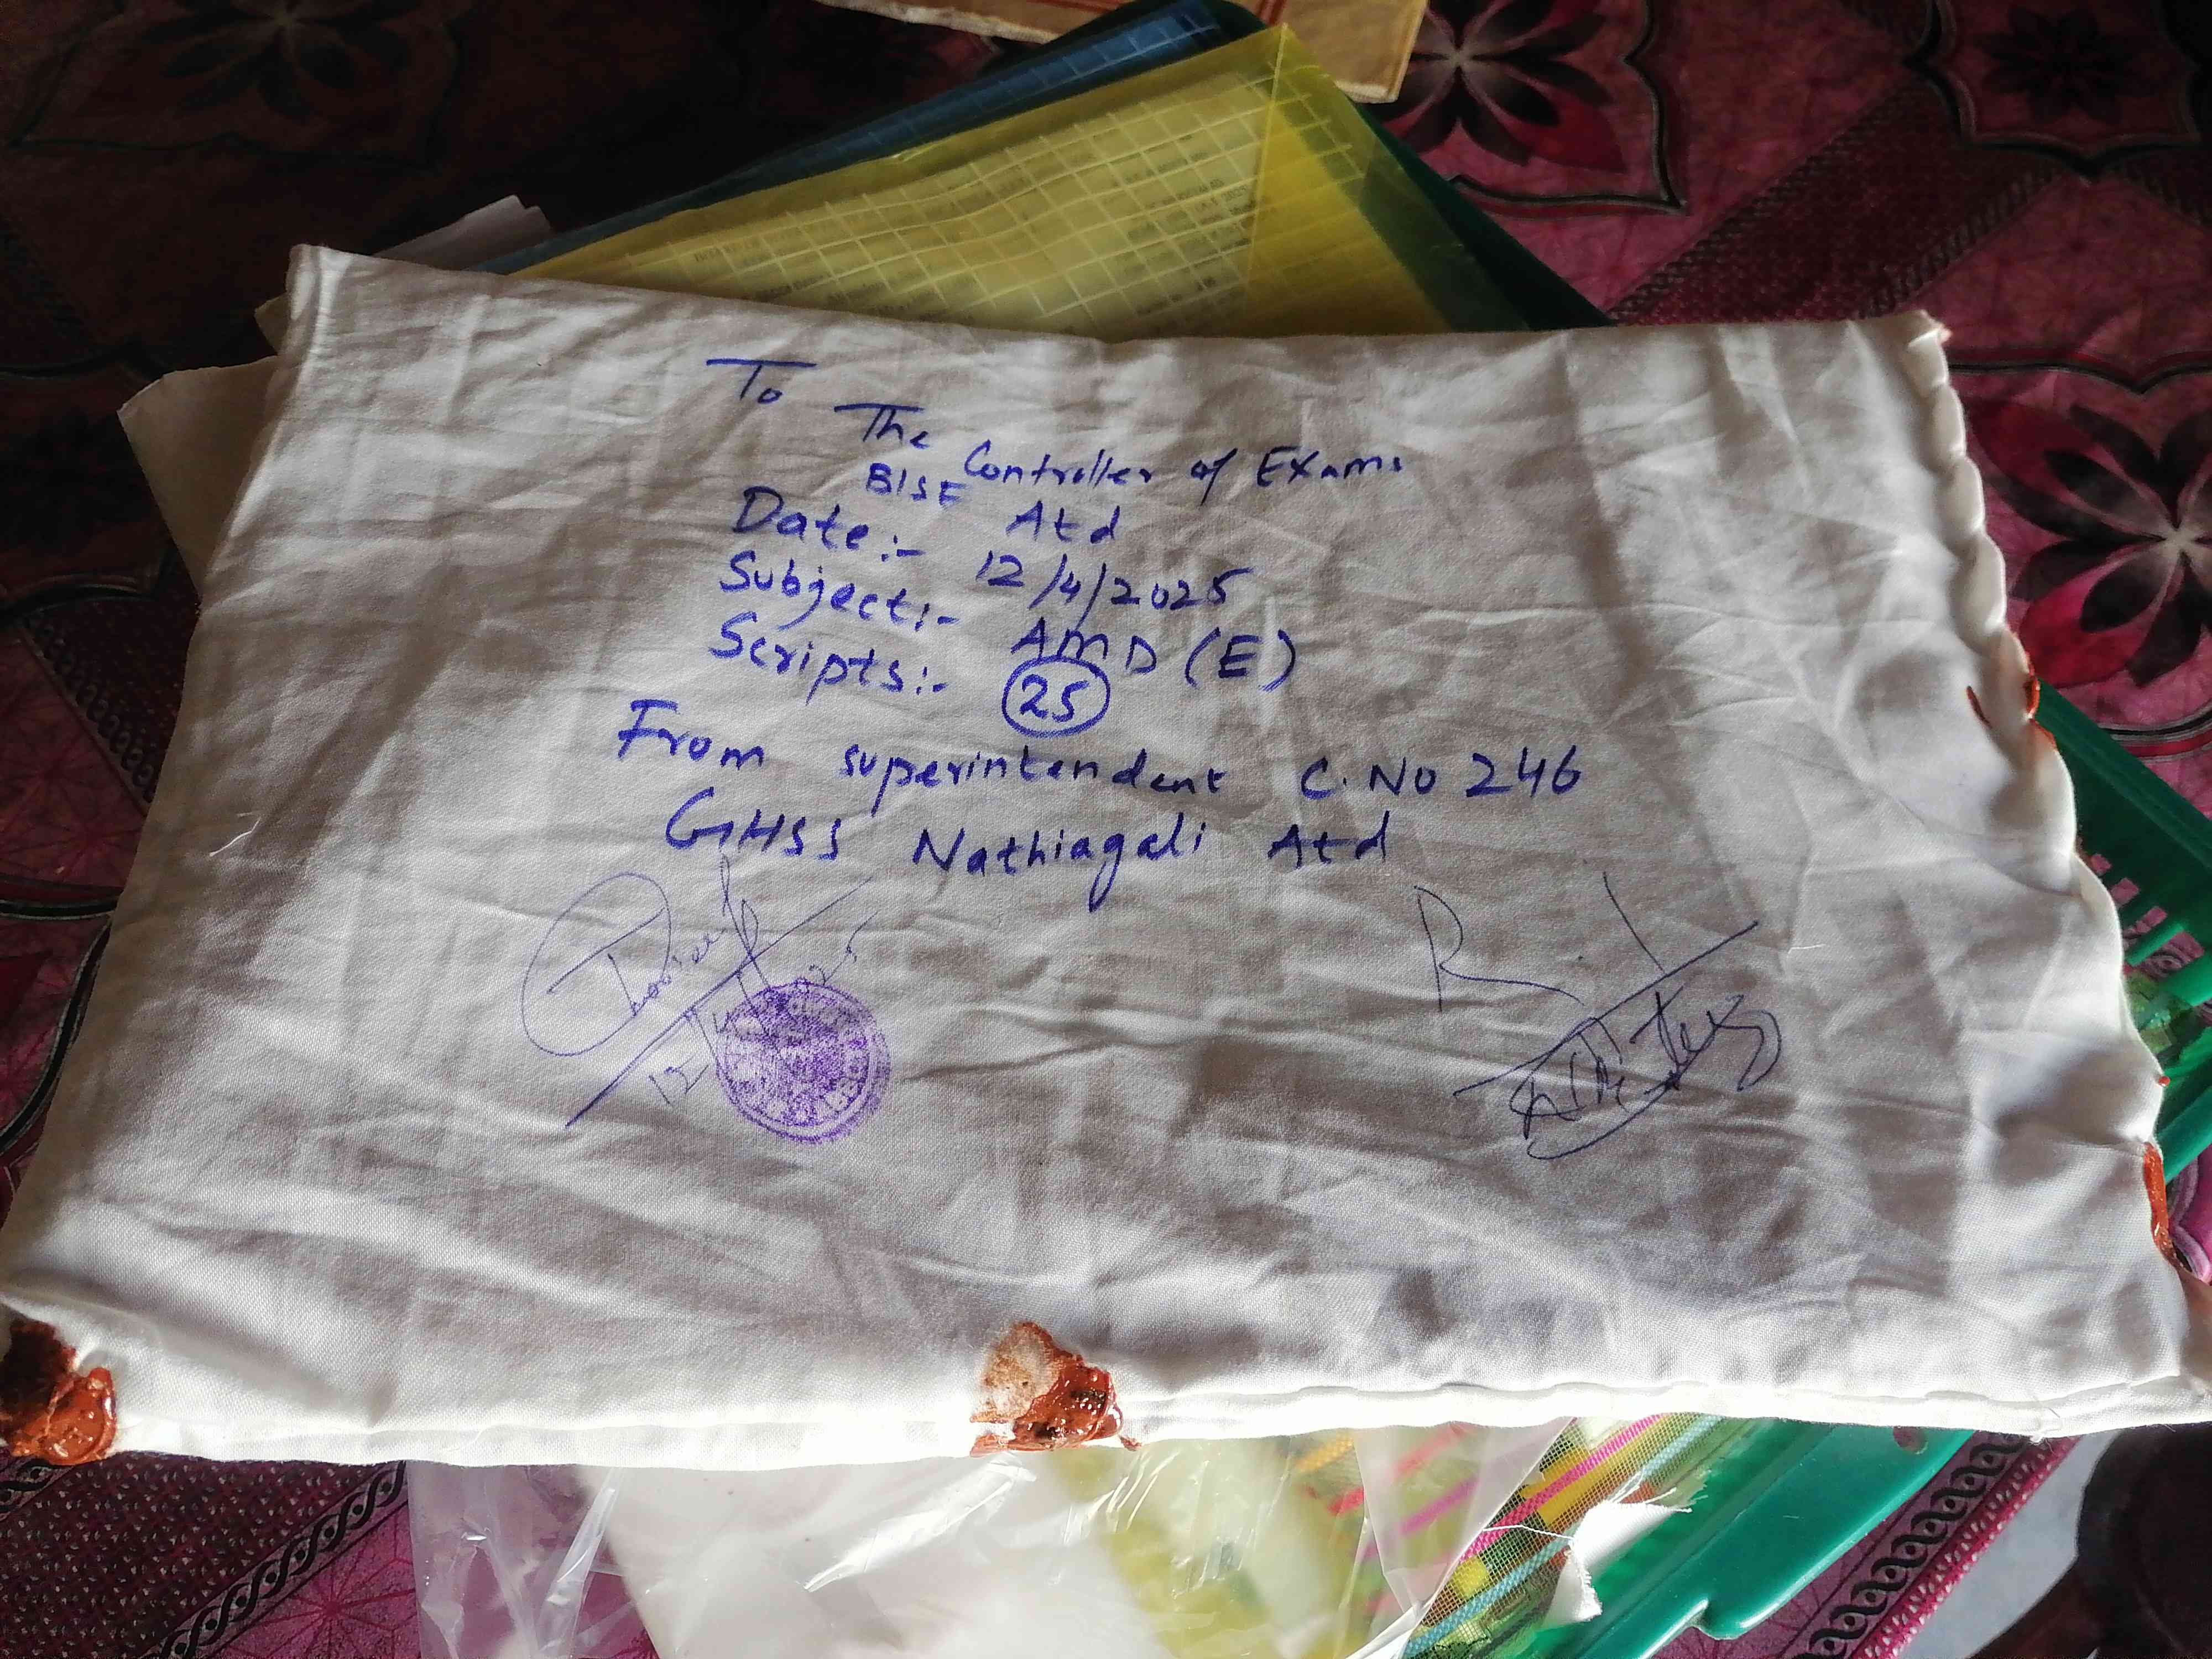 To
The Controller of Exams
BISE Atd
Date:- 12/4/2025
Subject:- AMD (E)
Scripts:- 25
From superintendent C.No 246
GHSS Nathiagali Atd